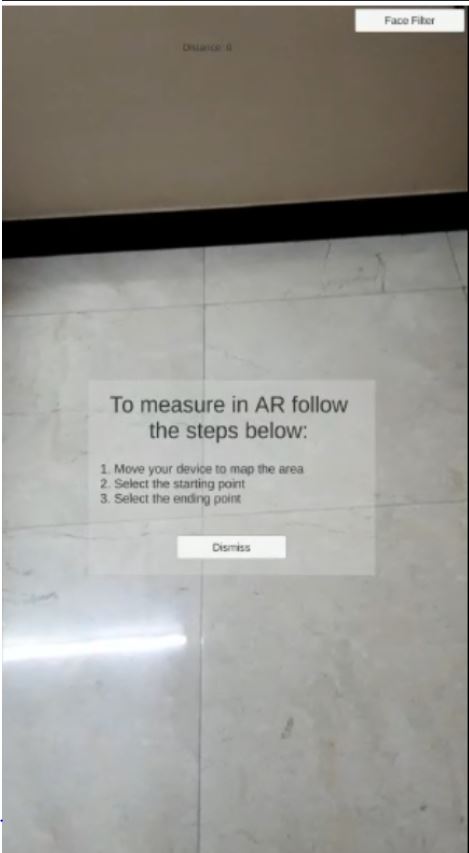 Face Filter
Distance: 0
To measure in AR follow
the steps below:
1. Move your device to map the area
2. Select the starting point
3. Select the ending point
Dismiss